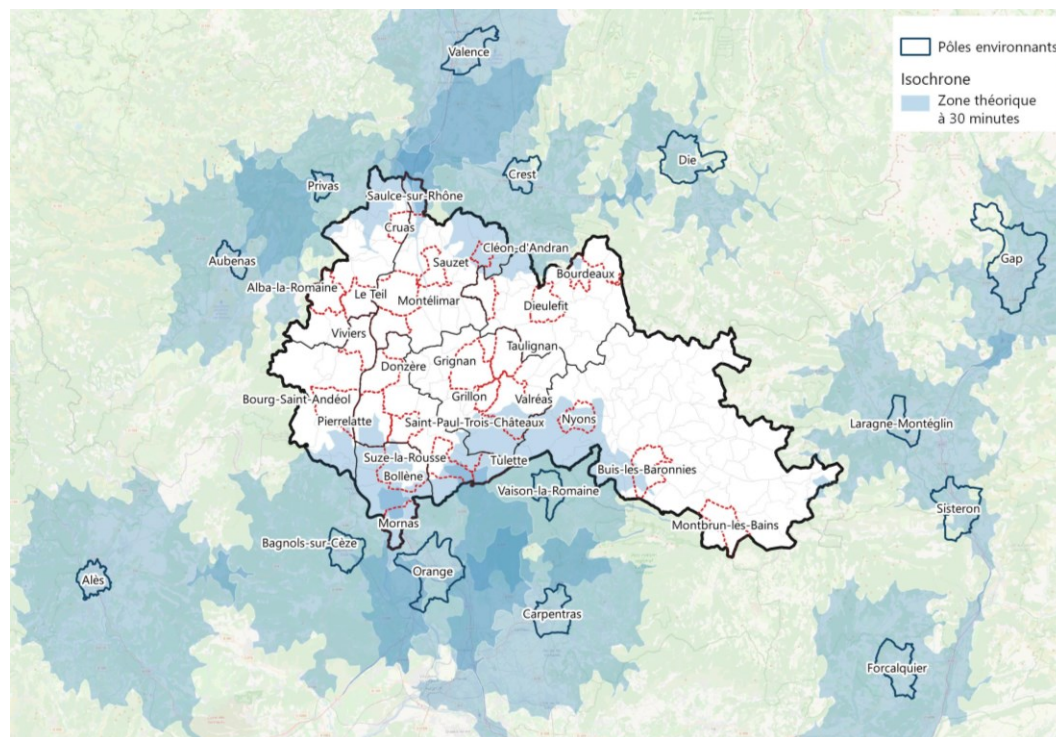 Valence
Pôles environnants
Isochrone
Zone théorique
à 30 minutes
Die
Crest
Privas
Saulce-sur-Rhône
Cruas
Gap
Cléon-d'Andran
Aubenas
Sauzet
Bourdeaux
Alba-la-Romaine
Le Teil
Montélimar
Dieulefit
Viviers
Taulignan
Donzère
Grignan
Bourg-Saint-Andéol
Grillon
Valréas
Pierrelatte
Saint-Paul-Trois-Châteaux
Nyons
Laragne-Montéglin
Suze-la-Rousse
Tulette
Bollène
Buis-les-Baronnies
Vaison-la-Romaine
Sisteron
Mornas
Montbrun-les-Bains
Bagnols-sur-Cèze
Orange
Alès
Carpentras
Forcalquier